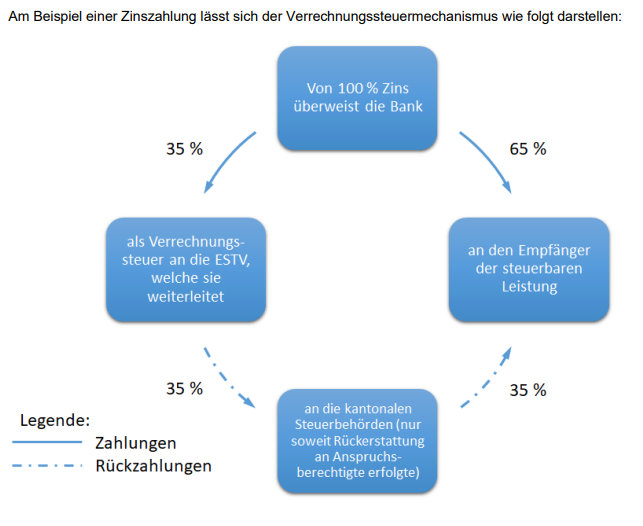 Am Beispiel einer Zinszahlung lässt sich der Verrechnungssteuermechanismus wie folgt darstellen:
Von 100 % Zins
überweist die Bank
35 %
65 %
als Verrechnungs-
steuer an die ESTV,
welche sie
weiterleitet
an den Empfänger
der steuerbaren
Leistung
35 %
35 %
an die kantonalen
Steuerbehörden (nur
soweit Rückerstattung
an Anspruchs-
berechtigte erfolgte)
Legende:
Zahlungen
Rückzahlungen